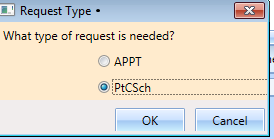 Request Type •
What type of request is needed?
APPT
PtCSch
OK Cancel